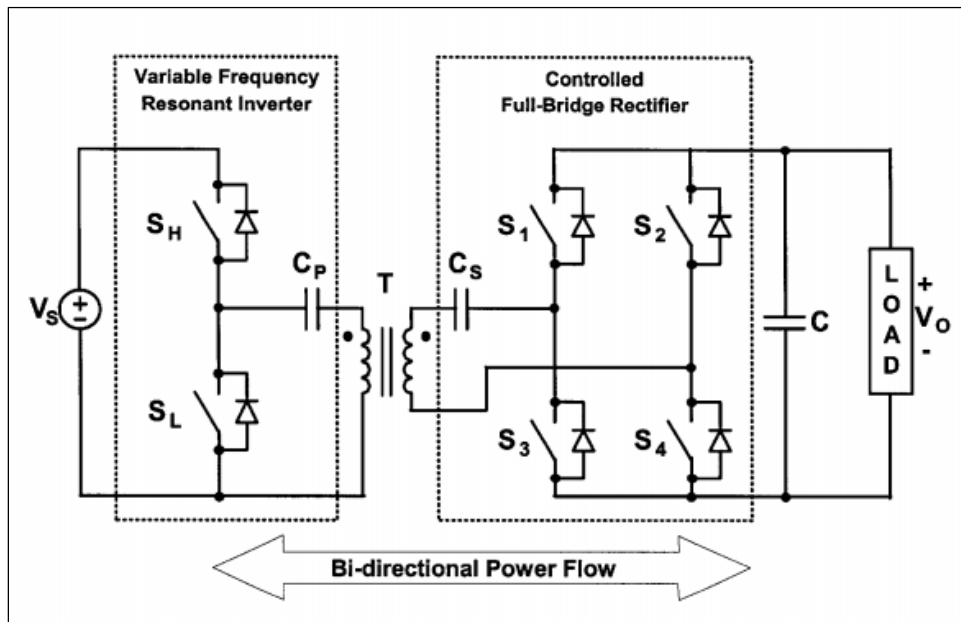 Variable Frequency
Resonant Inverter
Controlled
Full-Bridge Rectifier
S_H
S_1
S_2
C_P
T
C_S
V_S
+
-
C
LOAD
+
V_O
-
S_L
S_3
S_4
Bi-directional Power Flow